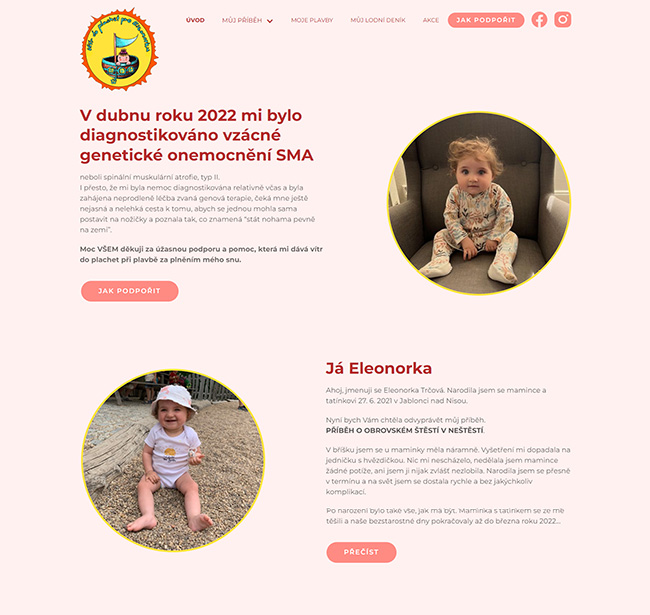 vítr do plachet pro eleonorku
ÚVOD
MŮJ PŘÍBĚH
MOJE PLAVBY
MŮJ LODNÍ DENÍK
AKCE
JAK PODPOŘIT
V dubnu roku 2022 mi bylo
diagnostikováno vzácné
genetické onemocnění SMA
neboli spinální muskulární atrofie, typ II.
I přesto, že mi byla nemoc diagnostikována relativně včas a byla
zahájena neprodleně léčba zvaná genová terapie, čeká mne ještě
nejasná a nelehká cesta k tomu, abych se jednou mohla sama
postavit na nožičky a poznala tak, co znamená "stát nohama pevně
na zemi".
Moc VŠEM děkuji za úžasnou podporu a pomoc, která mi dává vítr
do plachet při plavbě za plněním mého snu.
JAK PODPOŘIT
Já Eleonorka
Ahoj, jmenuji se Eleonorka Trčová. Narodila jsem se mamince a
tatínkovi 27. 6. 2021 v Jablonci nad Nisou.
Nyní bych Vám chtěla odvyprávět můj příběh.
PŘÍBĚH O OBROVSKÉM ŠTĚSTÍ V NEŠTĚSTÍ.
V bříšku jsem se u maminky měla náramně. Vyšetření mi dopadala na
jedničku s hvězdičkou. Nic mi nescházelo, nedělala jsem mamince
žádné potíže, ani jsem ji nijak zvlášť nezlobila. Narodila jsem se přesně
v termínu a na svět jsem se dostala rychle a bez jakýchkoliv
komplikací.
Po narození bylo také vše, jak má být. Maminka s tatínkem se ze mě
těšili a naše bezstarostné dny pokračovaly až do března roku 2022...
PŘEČÍST